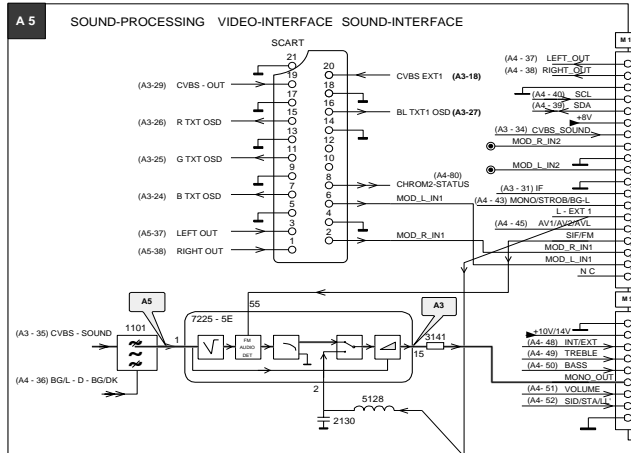 A 5 SOUND-PROCESSING VIDEO-INTERFACE SOUND-INTERFACE
SCART
21
20
19
18
17
16
15
14
13
12
11
10
9
8
7
6
5
4
3
2
1
(A3-29) CVBS - OUT
(A3-26) R TXT OSD
(A3-25) G TXT OSD
(A3-24) B TXT OSD
(A5-37) LEFT OUT
(A5-38) RIGHT OUT
CVBS EXT1 (A3-18)
BL TXT1 OSD (A3-27)
(A4-80)
CHROM2-STATUS
MOD_L_IN1
MOD_R_IN1
M 1
(A4 - 37) LEFT_OUT
(A4 - 38) RIGHT_OUT
(A4 - 40) SCL
(A4 - 39) SDA
+8V
(A3 - 34) CVBS_SOUND
MOD_R_IN2
MOD_L_IN2
(A3 - 31) IF
(A4 - 43) MONO/STROB/BG-L
L - EXT 1
(A4 - 45) AV1/AV2/AVL
SIF/FM
MOD_R_IN1
MOD_L_IN1
N C
A5
7225 - 5E
55
A3
(A3 - 35) CVBS - SOUND
1101
1
FM
AUDIO
DET
15
3141
(A4 - 36) BG/L - D - BG/DK
2
5128
2130
+10V/14V
(A4- 48) INT/EXT
(A4- 49) TREBLE
(A4- 50) BASS
MONO_OUT
(A4- 51) VOLUME
(A4- 52) SID/STA/LL'